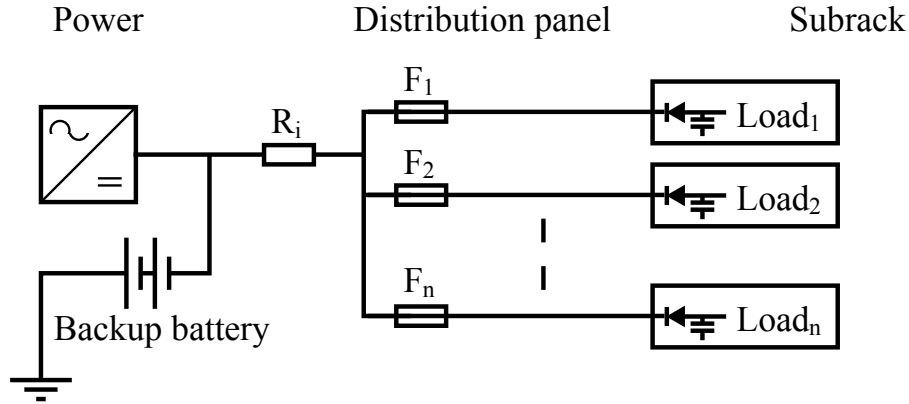 Power Distribution panel Subrack
F₁
Rᵢ
Load₁
F₂
Load₂
Fₙ
Backup battery
Loadₙ